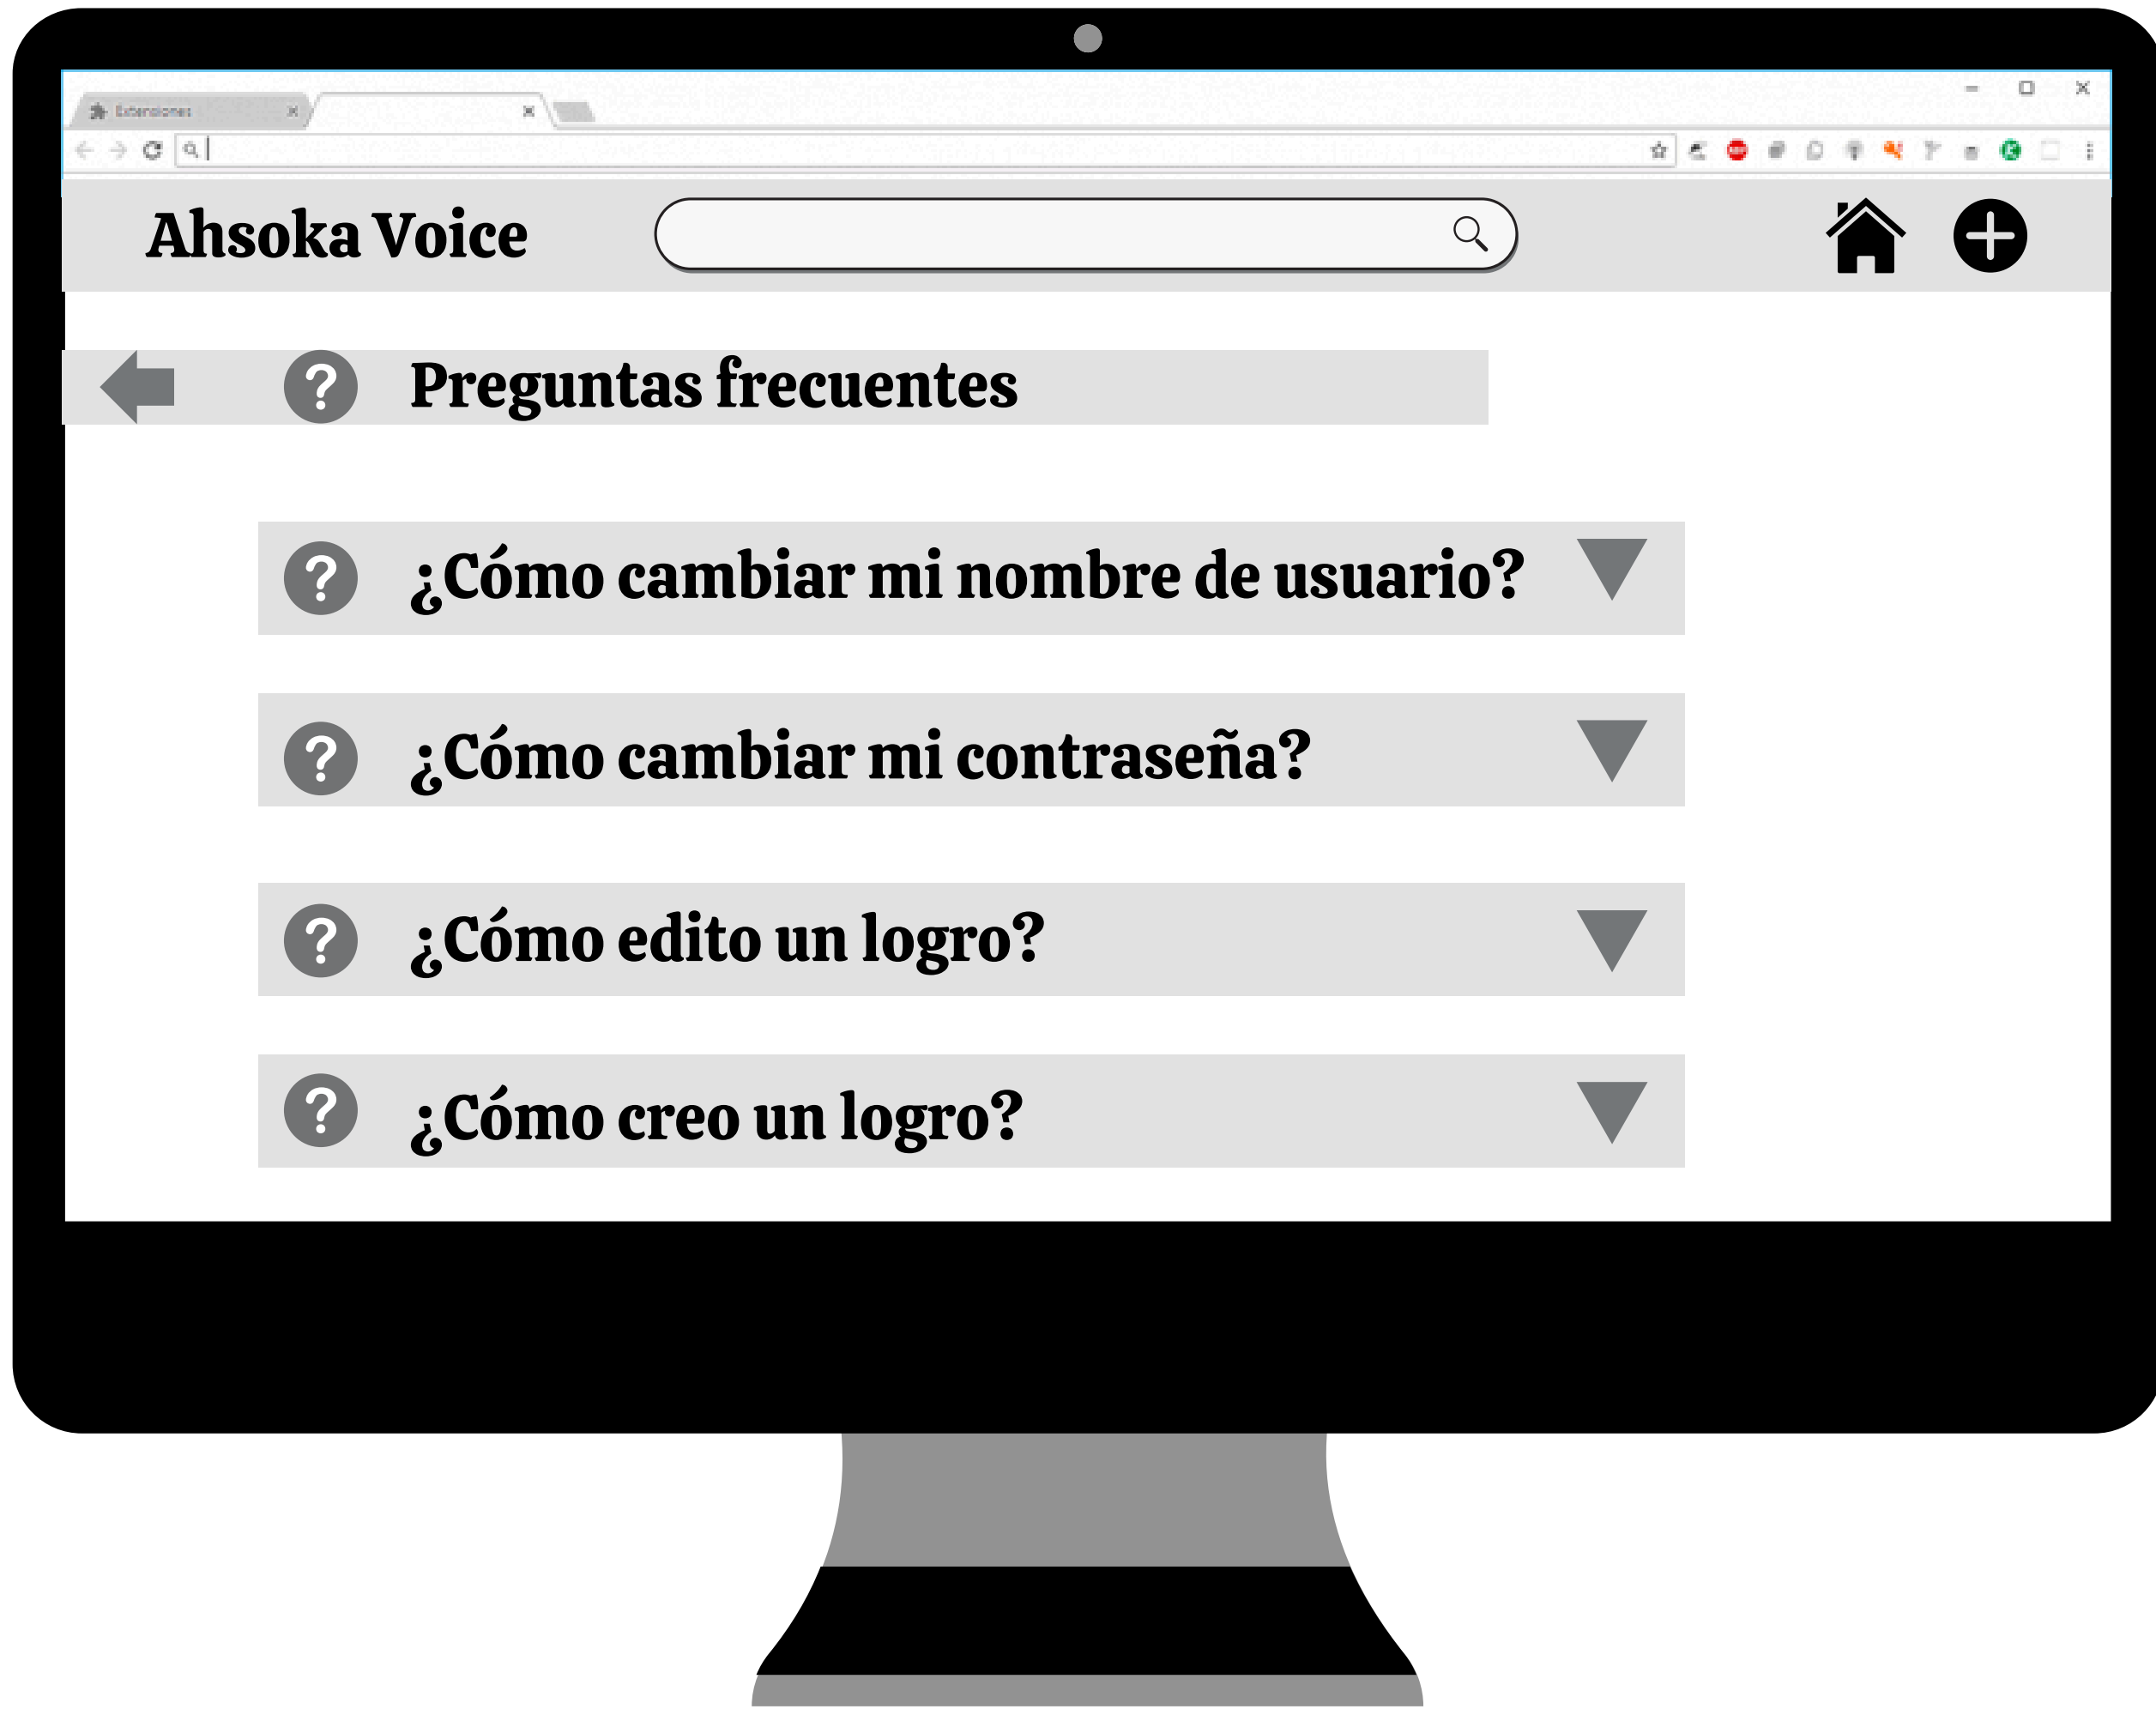 Extensiones
Ahsoka Voice
Preguntas frecuentes
¿Cómo cambiar mi nombre de usuario?
¿Cómo cambiar mi contraseña?
¿Cómo edito un logro?
¿Cómo creo un logro?